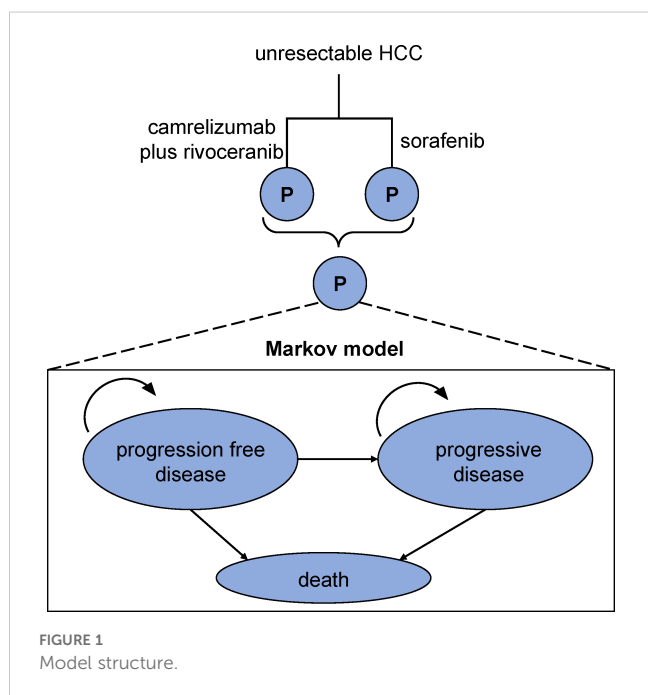 unresectable HCC
camrelizumab
plus rivoceranib
sorafenib
P
P
P
Markov model
progression free
disease
progressive
disease
death
FIGURE 1
Model structure.